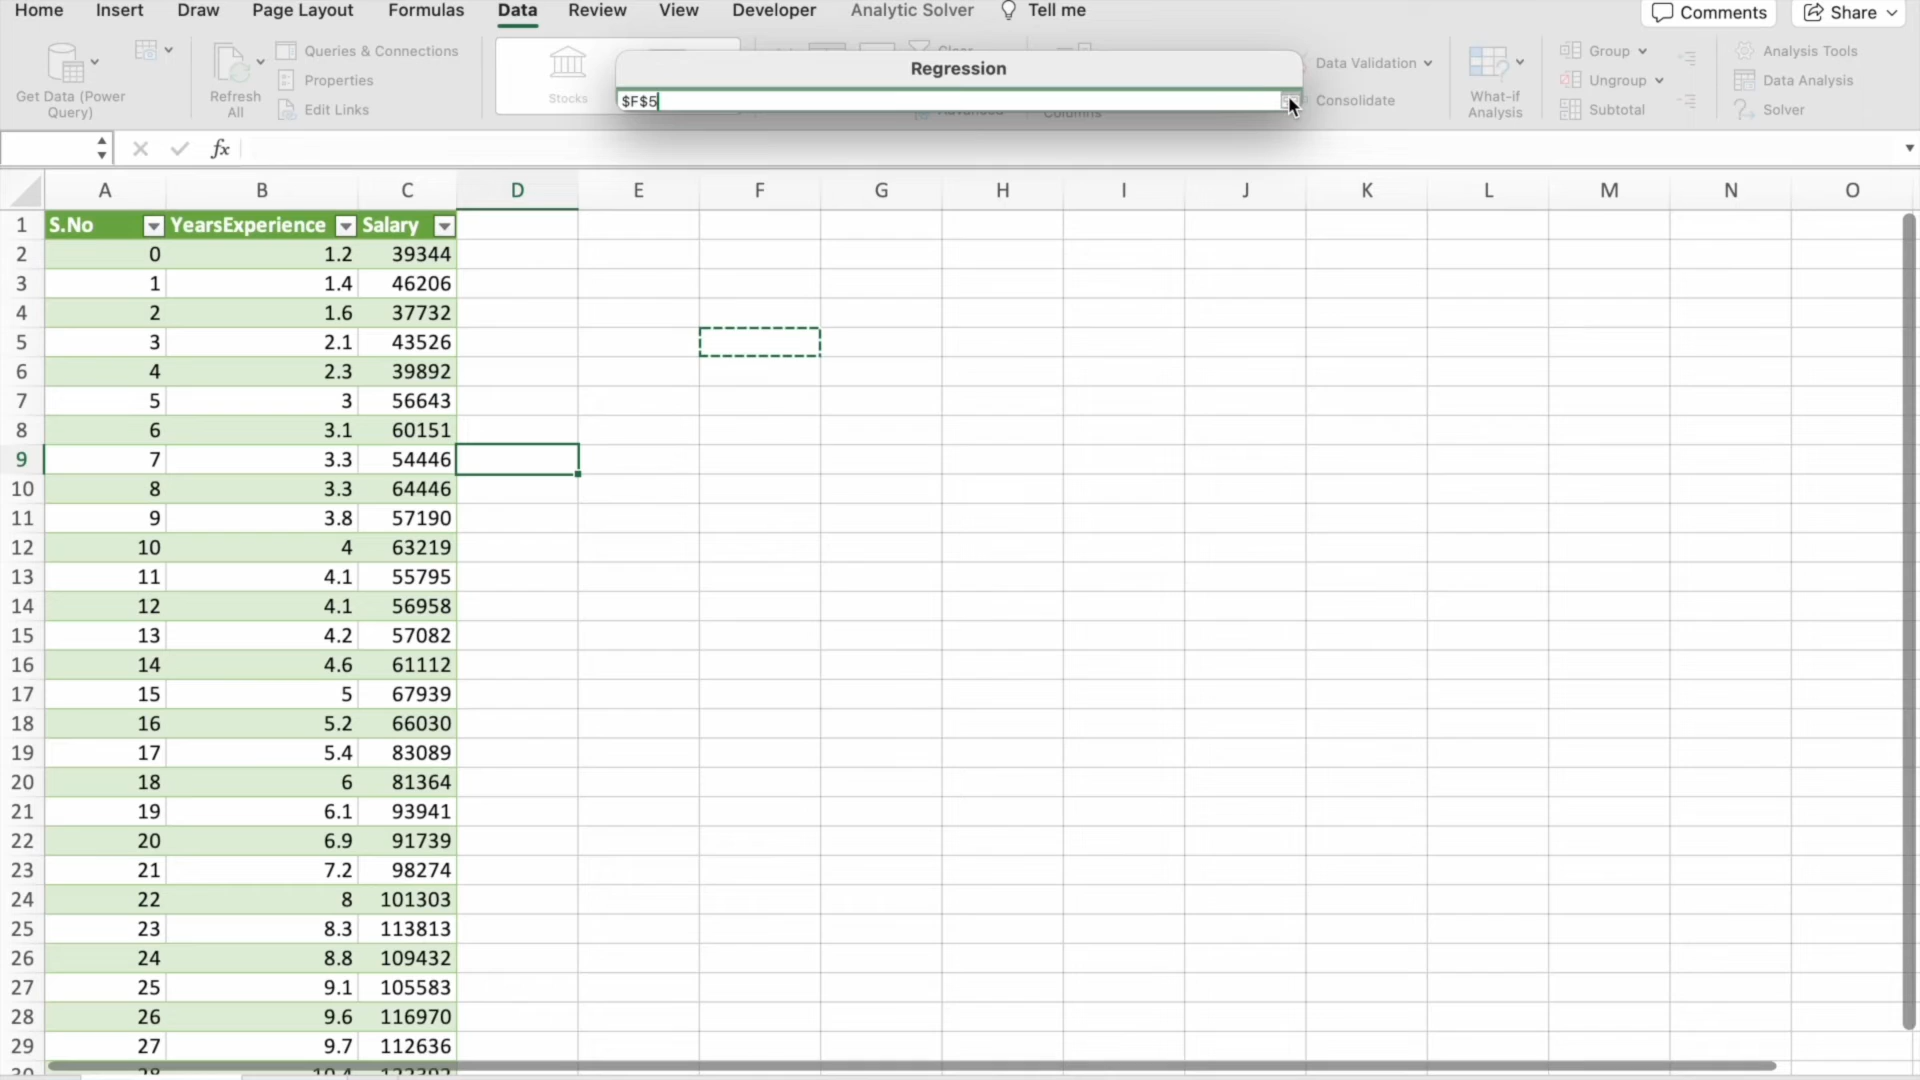 Home Insert Draw Page Layout Formulas Data Review View Developer Analytic Solver Tell me Comments Share
Get Data (Power Query)
Refresh All
Queries & Connections
Properties
Edit Links
Stocks
Clear
Advanced
Columns
Regression
$F$5
Data Validation
Consolidate
What-if Analysis
Group
Ungroup
Subtotal
Analysis Tools
Data Analysis
Solver
fx
A B C D E F G H I J K L M N O
1 S.No YearsExperience Salary
2 0 1.2 39344
3 1 1.4 46206
4 2 1.6 37732
5 3 2.1 43526
6 4 2.3 39892
7 5 3 56643
8 6 3.1 60151
9 7 3.3 54446
10 8 3.3 64446
11 9 3.8 57190
12 10 4 63219
13 11 4.1 55795
14 12 4.1 56958
15 13 4.2 57082
16 14 4.6 61112
17 15 5 67939
18 16 5.2 66030
19 17 5.4 83089
20 18 6 81364
21 19 6.1 93941
22 20 6.9 91739
23 21 7.2 98274
24 22 8 101303
25 23 8.3 113813
26 24 8.8 109432
27 25 9.1 105583
28 26 9.6 116970
29 27 9.7 112636